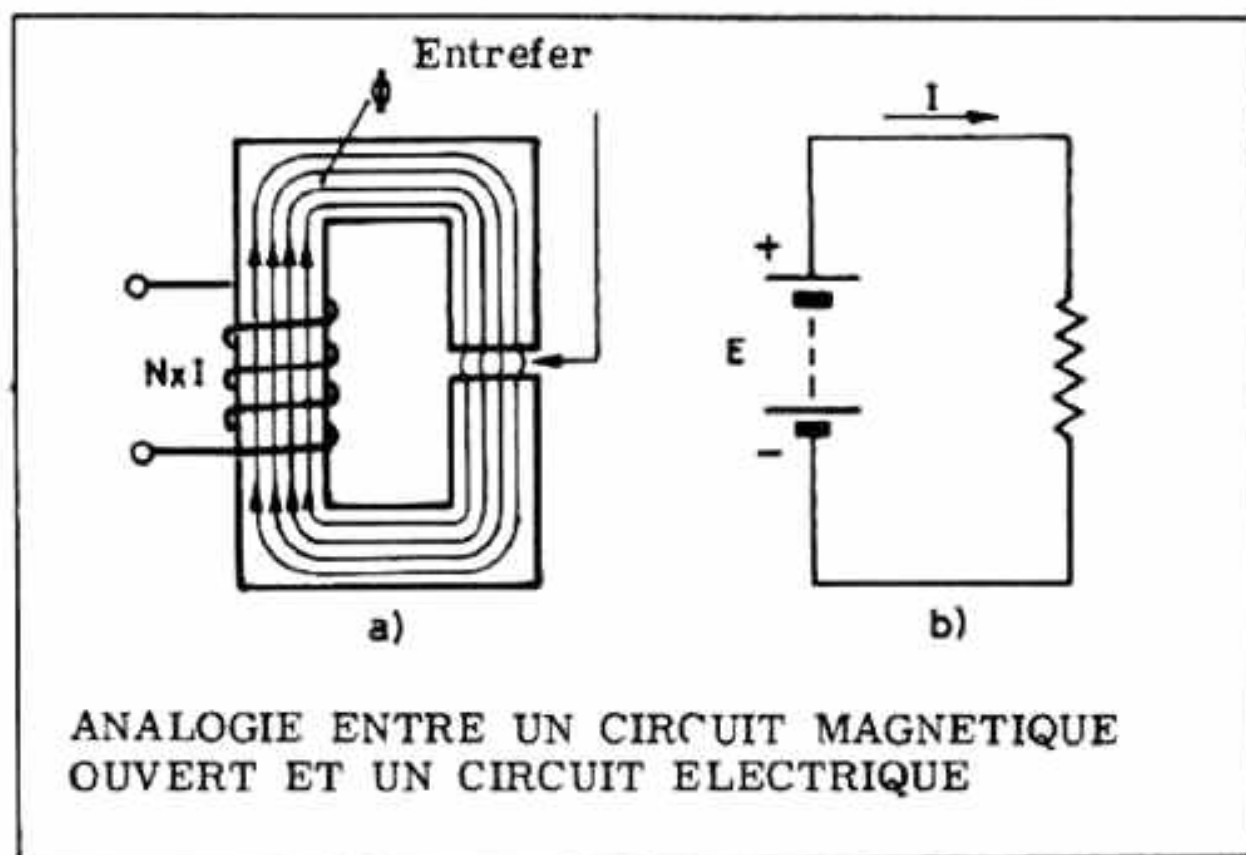 Entrefer
Φ
I
+
E
-
NxI
a)
b)
ANALOGIE ENTRE UN CIRCUIT MAGNETIQUE
OUVERT ET UN CIRCUIT ELECTRIQUE